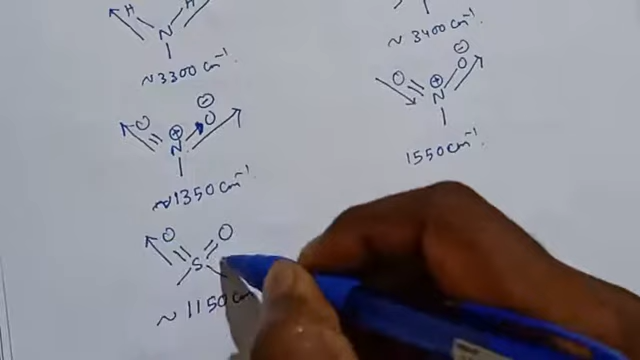 H H
N
~3300 cm⁻¹
~3400 cm⁻¹
O N⊕ O⊖
~1350 cm⁻¹
O N⊕ O⊖
1550 cm⁻¹
O S O
~1150 cm